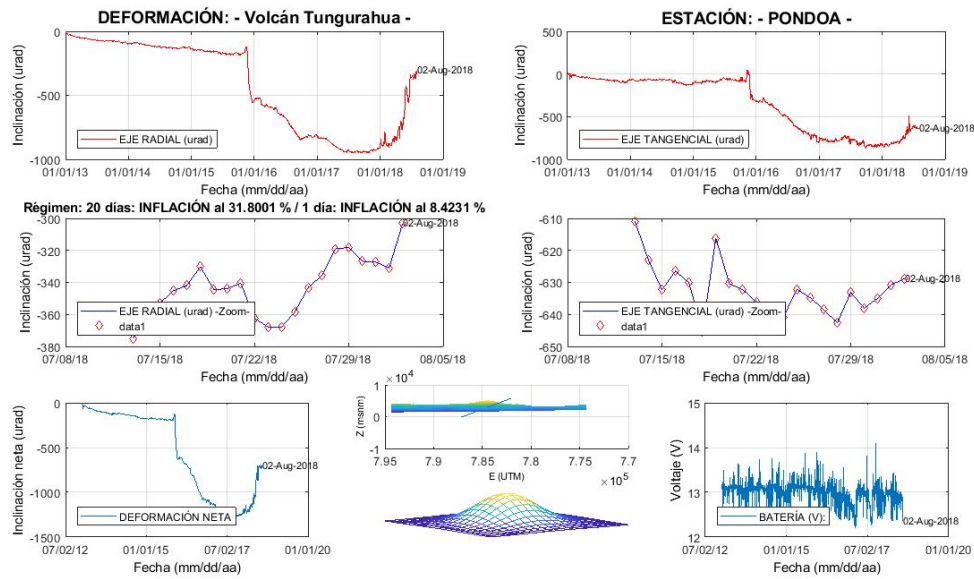 DEFORMACIÓN: - Volcán Tungurahua -
ESTACIÓN: - PONDOA -
Inclinación (urad)
0
-500
-1000
02-Aug-2018
EJE RADIAL (urad)
01/01/13 01/01/14 01/01/15 01/01/16 01/01/17 01/01/18 01/01/19
Fecha (mm/dd/aa)
Inclinación (urad)
500
0
-500
-1000
02-Aug-2018
EJE TANGENCIAL (urad)
01/01/13 01/01/14 01/01/15 01/01/16 01/01/17 01/01/18 01/01/19
Fecha (mm/dd/aa)
Régimen: 20 días: INFLACIÓN al 31.8001 % / 1 día: INFLACIÓN al 8.4231 %
Inclinación (urad)
-300
-320
-340
-360
-380
02-Aug-2018
EJE RADIAL (urad) -Zoom-
data1
07/08/18 07/15/18 07/22/18 07/29/18 08/05/18
Fecha (mm/dd/aa)
Inclinación (urad)
-610
-620
-630
-640
-650
02-Aug-2018
EJE TANGENCIAL (urad) -Zoom-
data1
07/08/18 07/15/18 07/22/18 07/29/18 08/05/18
Fecha (mm/dd/aa)
Inclinación neta (urad)
0
-500
-1000
-1500
02-Aug-2018
DEFORMACIÓN NETA
07/02/12 01/01/15 07/02/17 01/01/20
Fecha (mm/dd/aa)
× 10⁴
Z (msnm)
1
0
-1
7.95 7.9 7.85 7.8 7.75 7.7
E (UTM)
× 10⁵
Voltaje (V)
15
14
13
12
02-Aug-2018
BATERÍA (V):
07/02/12 01/01/15 07/02/17 01/01/20
Fecha (mm/dd/aa)